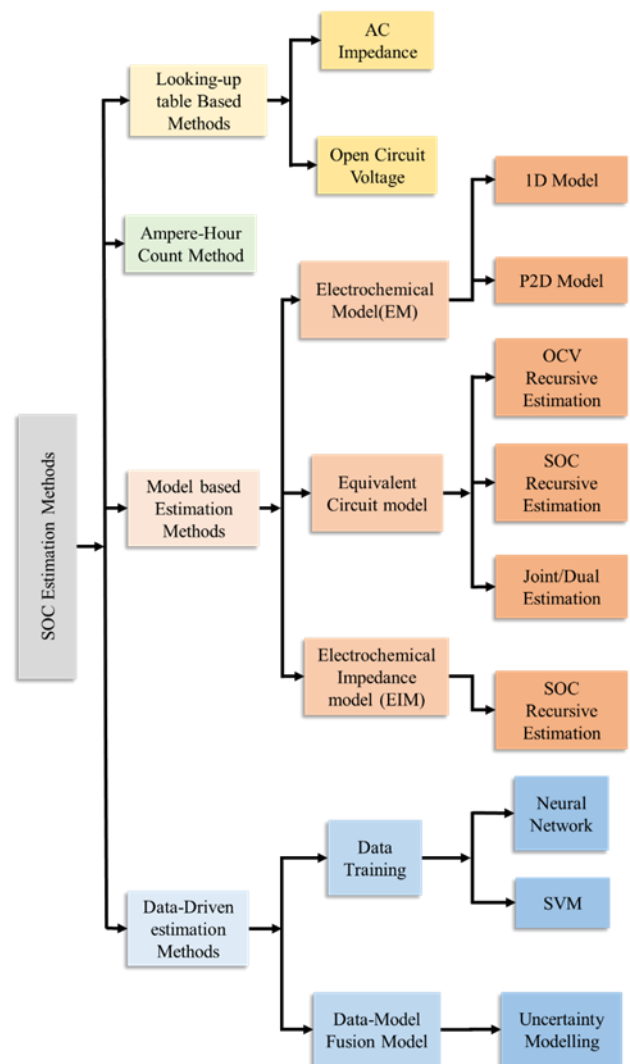 SOC Estimation Methods
Looking-up
table Based
Methods
AC
Impedance
Open Circuit
Voltage
Ampere-Hour
Count Method
Model based
Estimation
Methods
Electrochemical
Model(EM)
1D Model
P2D Model
Equivalent
Circuit model
OCV
Recursive
Estimation
SOC
Recursive
Estimation
Joint/Dual
Estimation
Electrochemical
Impedance
model (EIM)
SOC
Recursive
Estimation
Data-Driven
estimation
Methods
Data
Training
Neural
Network
SVM
Data-Model
Fusion Model
Uncertainty
Modelling